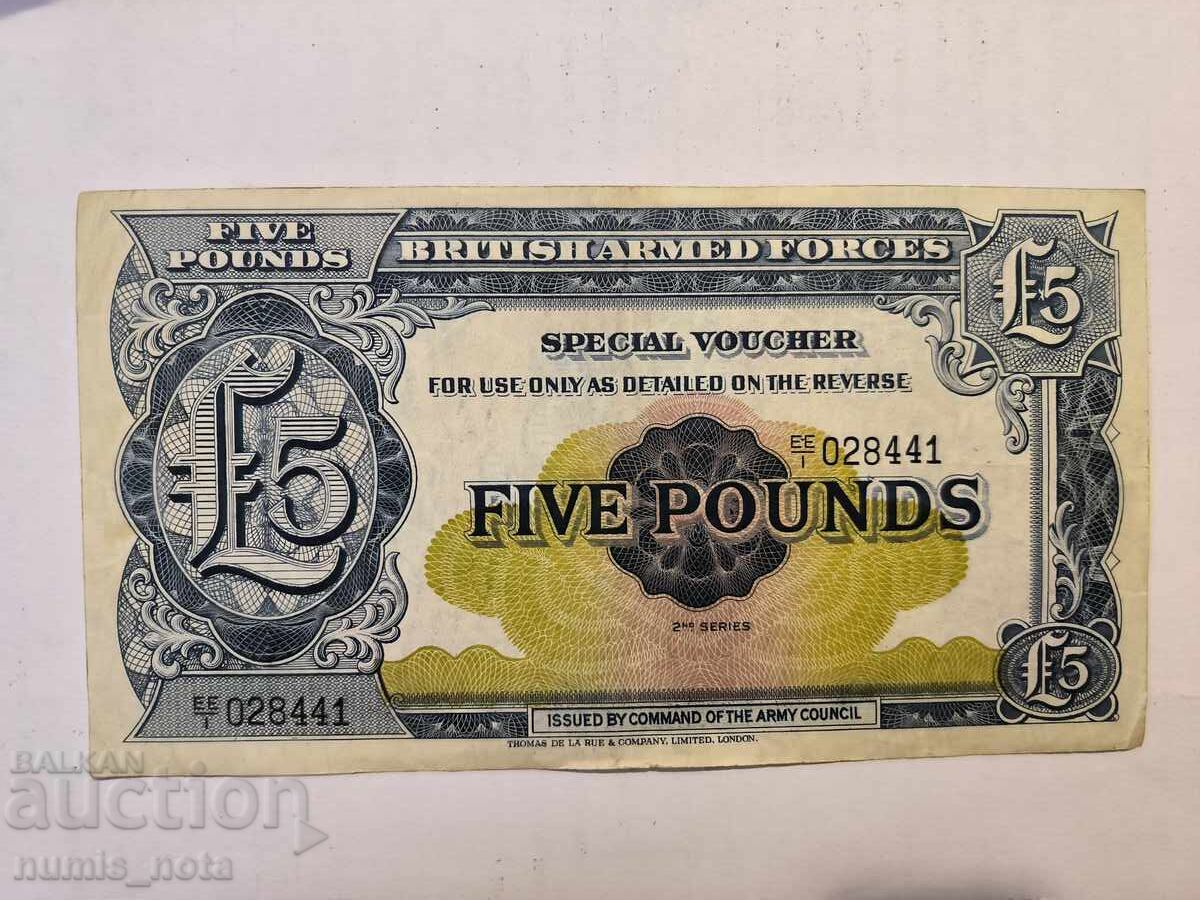 FIVE
POUNDS
BRITISH ARMED FORCES
£5
SPECIAL VOUCHER
FOR USE ONLY AS DETAILED ON THE REVERSE
£5
EE/1 028441
FIVE POUNDS
2ND SERIES
£5
EE/1 028441
ISSUED BY COMMAND OF THE ARMY COUNCIL
THOMAS DE LA RUE & COMPANY, LIMITED, LONDON.
BALKAN
auction
numis_nota